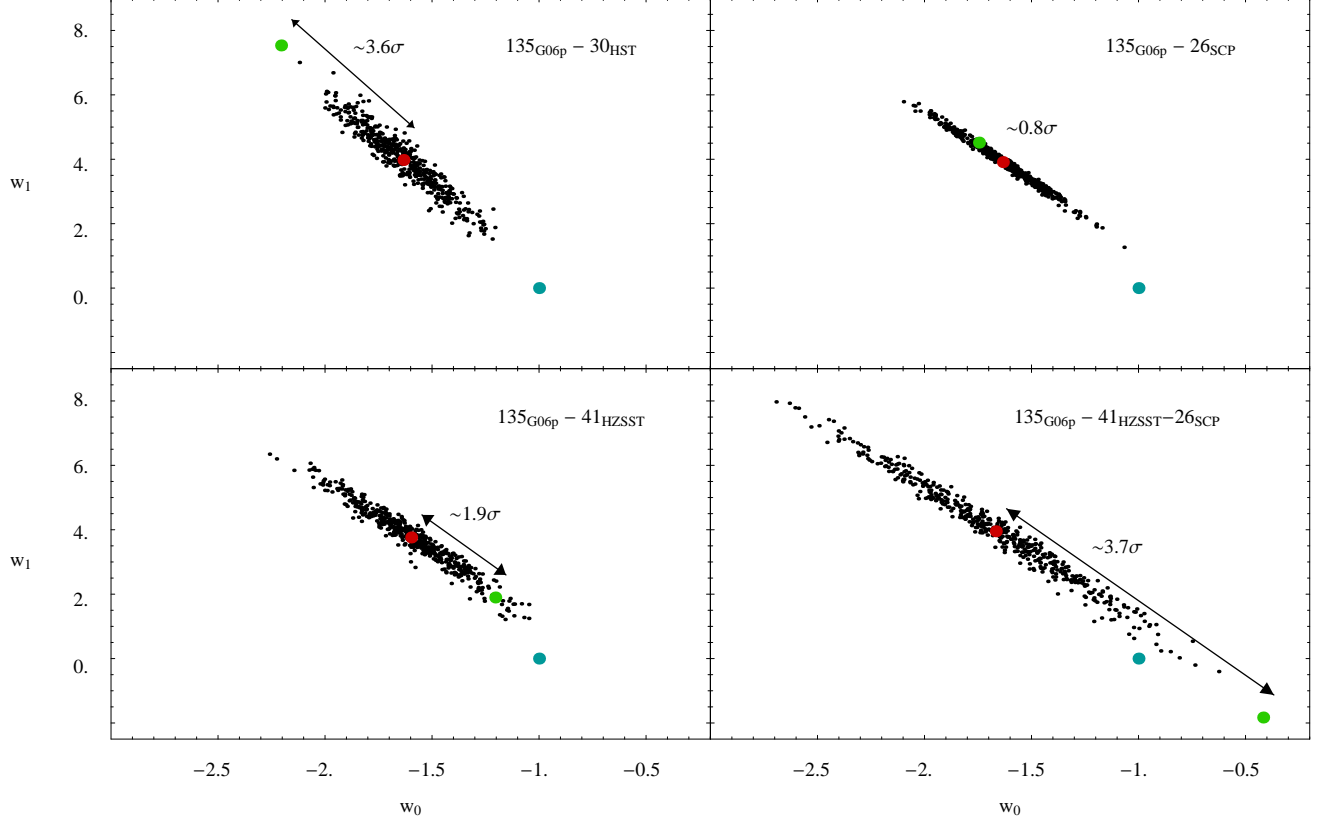 8.
6.
4.
2.
0.
w₁
~3.6σ
135G06p − 30HST
~0.8σ
135G06p − 26SCP
8.
6.
4.
2.
0.
w₁
~1.9σ
135G06p − 41HZSST
~3.7σ
135G06p − 41HZSST−26SCP
−2.5 −2. −1.5 −1. −0.5
−2.5 −2. −1.5 −1. −0.5
w₀
w₀